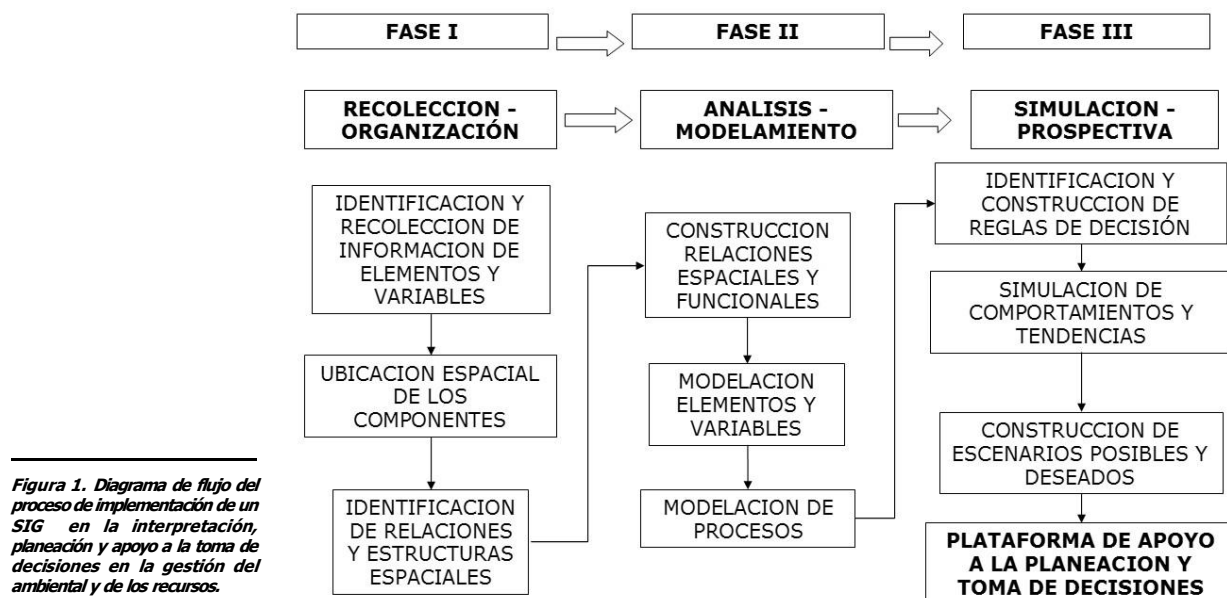 FASE I
FASE II
FASE III
RECOLECCION -
ORGANIZACIÓN
ANALISIS -
MODELAMIENTO
SIMULACION -
PROSPECTIVA
IDENTIFICACION Y
RECOLECCION DE
INFORMACION DE
ELEMENTOS Y
VARIABLES
UBICACION ESPACIAL
DE LOS
COMPONENTES
IDENTIFICACION
DE RELACIONES
Y ESTRUCTURAS
ESPACIALES
CONSTRUCCION
RELACIONES
ESPACIALES Y
FUNCIONALES
MODELACION
ELEMENTOS Y
VARIABLES
MODELACION DE
PROCESOS
IDENTIFICACION Y
CONSTRUCCION DE
REGLAS DE DECISIÓN
SIMULACION DE
COMPORTAMIENTOS Y
TENDENCIAS
CONSTRUCCION DE
ESCENARIOS POSIBLES Y
DESEADOS
PLATAFORMA DE APOYO
A LA PLANEACION Y
TOMA DE DECISIONES
Figura 1. Diagrama de flujo del
proceso de implementación de un
SIG en la interpretación,
planeación y apoyo a la toma de
decisiones en la gestión del
ambiental y de los recursos.